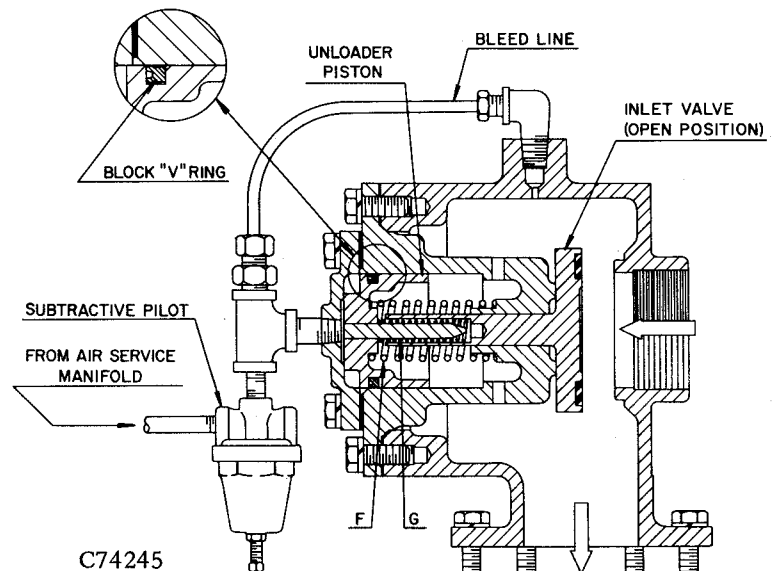 BLEED LINE
UNLOADER
PISTON
INLET VALVE
(OPEN POSITION)
BLOCK "V" RING
SUBTRACTIVE PILOT
FROM AIR SERVICE
MANIFOLD
F
G
C74245